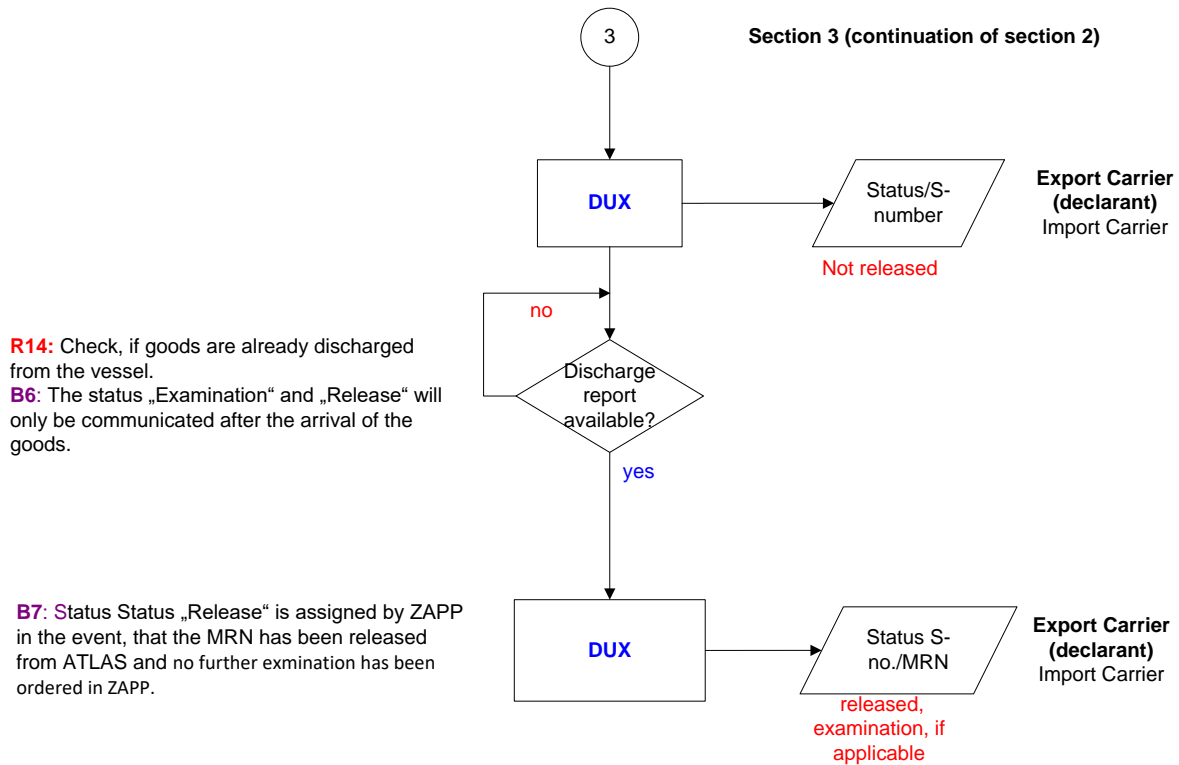 3
Section 3 (continuation of section 2)
DUX
Status/S-
number
Export Carrier
(declarant)
Import Carrier
Not released
no
R14: Check, if goods are already discharged
from the vessel.
B6: The status „Examination“ and „Release“ will
only be communicated after the arrival of the
goods.
Discharge
report
available?
yes
B7: Status Status „Release“ is assigned by ZAPP
in the event, that the MRN has been released
from ATLAS and no further exmination has been
ordered in ZAPP.
DUX
Status S-
no./MRN
Export Carrier
(declarant)
Import Carrier
released,
examination, if
applicable